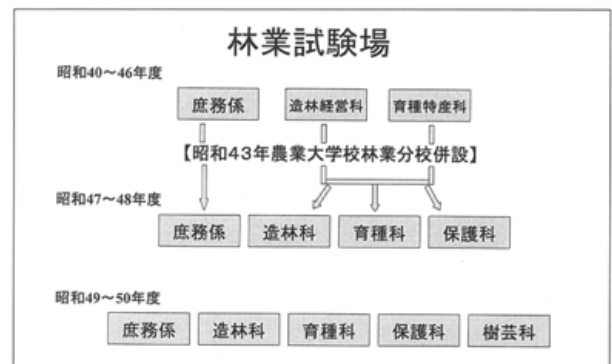 林業試験場
昭和40～46年度
庶務係 造林経営科 育種特産科
【昭和43年農業大学校林業分校併設】
昭和47～48年度
庶務係 造林科 育種科 保護科
昭和49～50年度
庶務係 造林科 育種科 保護科 樹芸科